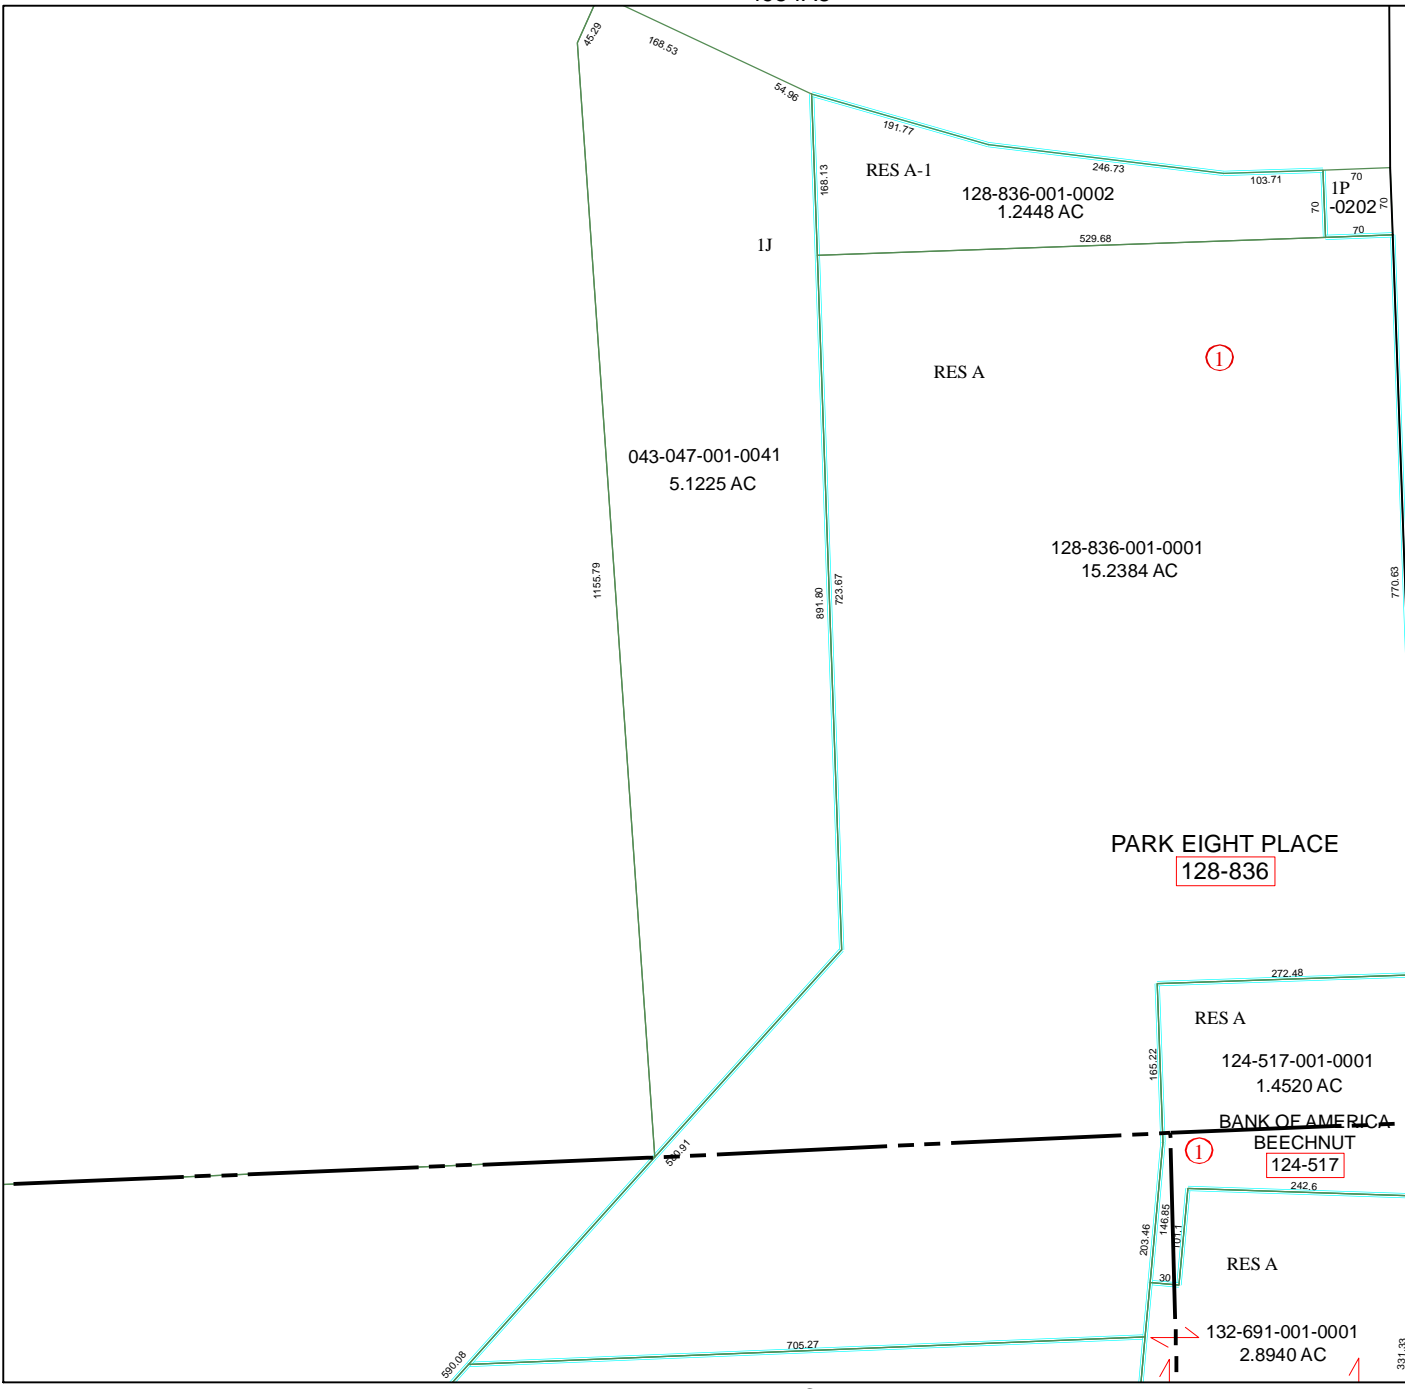 45.29
168.53
54.96
191.77
246.73
103.71
70
RES A-1
168.13
128-836-001-0002
1.2448 AC
70
1P
-0202
70
70
529.68
1J
RES A
1
043-047-001-0041
5.1225 AC
128-836-001-0001
15.2384 AC
1155.79
891.80
723.67
770.63
PARK EIGHT PLACE
128-836
272.48
RES A
165.22
124-517-001-0001
1.4520 AC
BANK OF AMERICA
BEECHNUT
124-517
1
580.91
242.6
146.85
101.1
203.46
30
RES A
132-691-001-0001
2.8940 AC
331.33
705.27
590.08